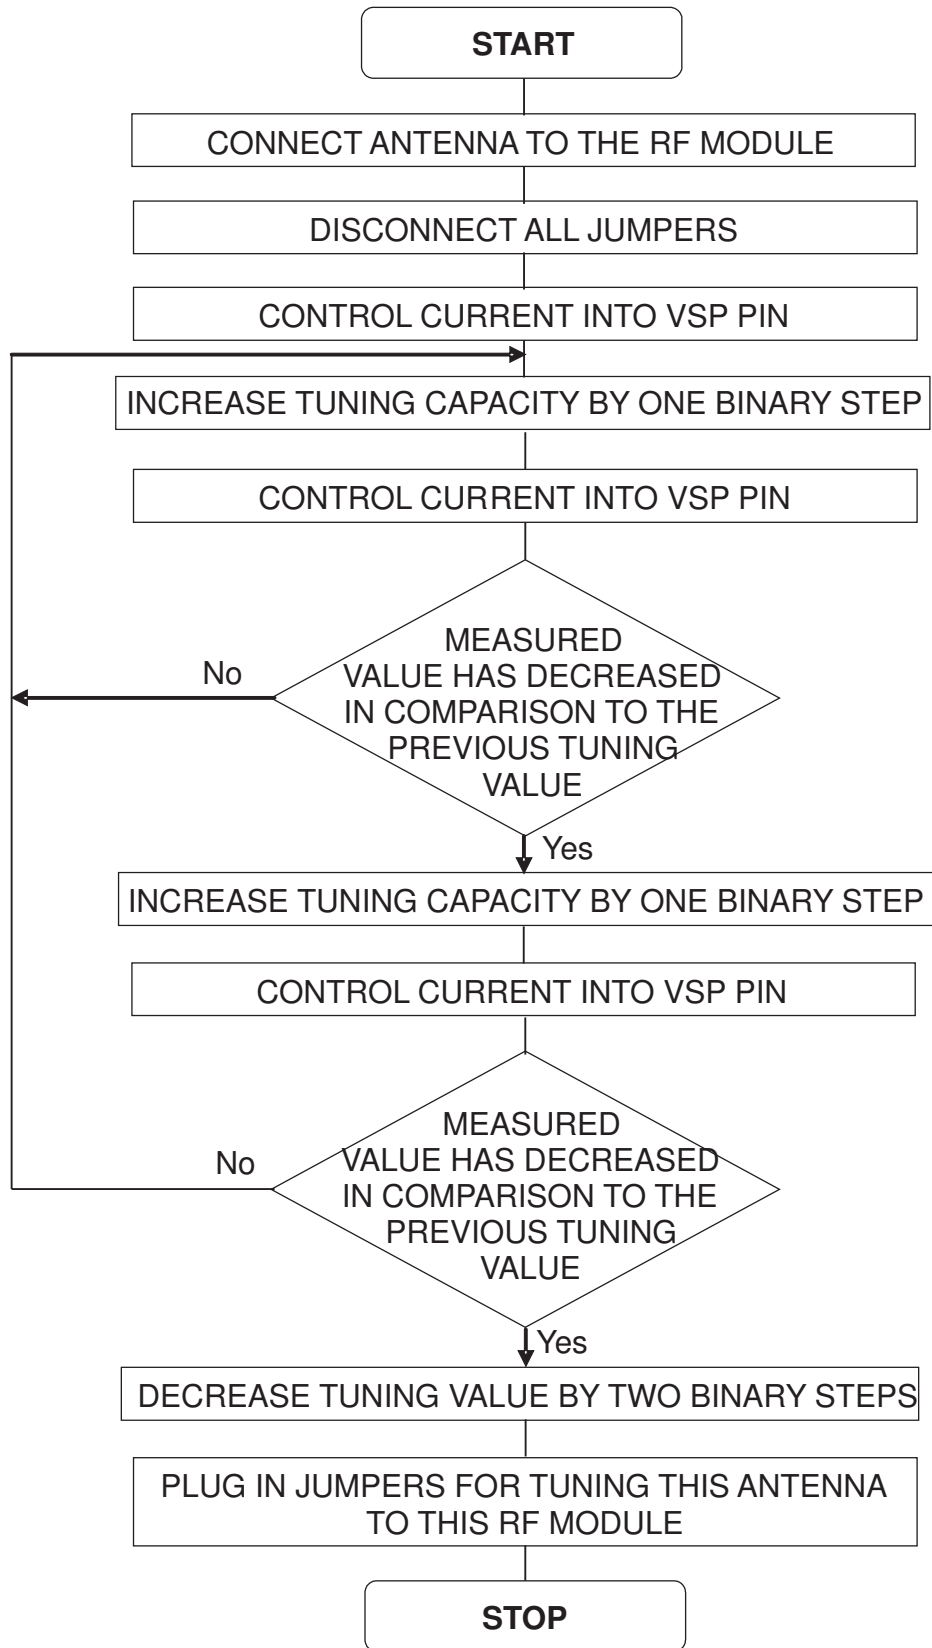 START
CONNECT ANTENNA TO THE RF MODULE
DISCONNECT ALL JUMPERS
CONTROL CURRENT INTO VSP PIN
INCREASE TUNING CAPACITY BY ONE BINARY STEP
CONTROL CURRENT INTO VSP PIN
No
MEASURED
VALUE HAS DECREASED
IN COMPARISON TO THE
PREVIOUS TUNING
VALUE
Yes
INCREASE TUNING CAPACITY BY ONE BINARY STEP
CONTROL CURRENT INTO VSP PIN
No
MEASURED
VALUE HAS DECREASED
IN COMPARISON TO THE
PREVIOUS TUNING
VALUE
Yes
DECREASE TUNING VALUE BY TWO BINARY STEPS
PLUG IN JUMPERS FOR TUNING THIS ANTENNA
TO THIS RF MODULE
STOP